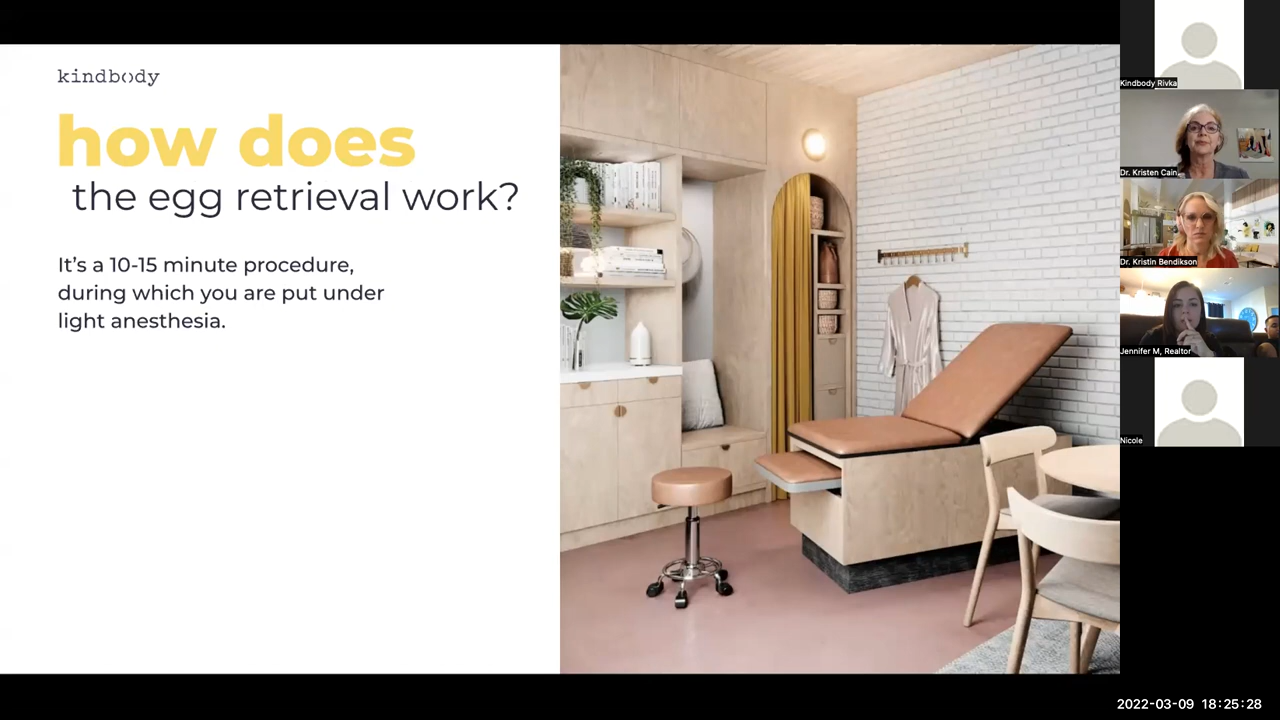 kindbody
how does
the egg retrieval work?
It’s a 10-15 minute procedure,
during which you are put under
light anesthesia.
Kindbody Rivka
Dr. Kristen Cain,
Dr. Kristin Bendikson
Jennifer M, Realtor
Nicole
2022-03-09 18:25:28